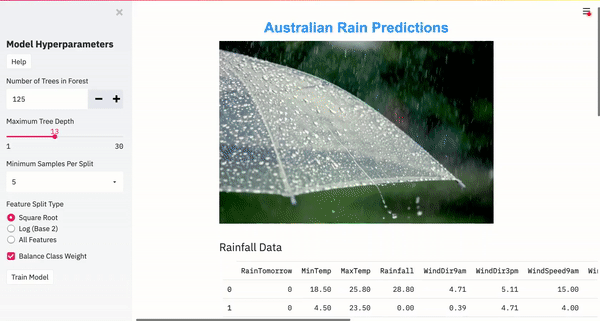 Australian Rain Predictions
Model Hyperparameters
Help
Number of Trees in Forest
125
Maximum Tree Depth
13
1 30
Minimum Samples Per Split
5
Feature Split Type
Square Root
Log (Base 2)
All Features
Balance Class Weight
Train Model
Rainfall Data
RainTomorrow MinTemp MaxTemp Rainfall WindDir9am WindDir3pm WindSpeed9am
0 0 18.50 25.80 28.80 4.71 5.11 15.00
1 0 4.50 23.50 0.00 0.39 4.71 4.00